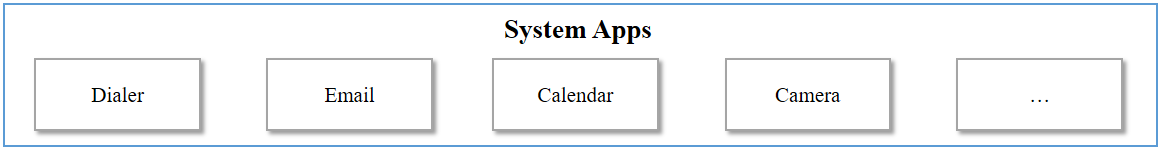 System Apps
Dialer
Email
Calendar
Camera
…